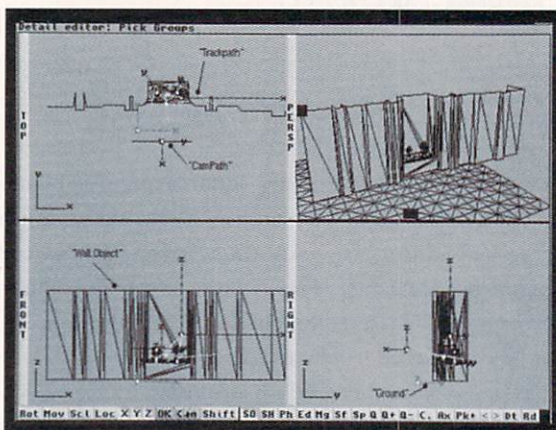 Detail editor: Pick Groups
"Trackpath"
TOP
PERSP
"CamPath"
"Wall Object"
FRONT
RIGHT
"Ground"
Rot Mov Scl Loc X Y Z OK Can Shift SO SH Ph Ed Mg Sf Sp Q Q+ Q- C. Ax Pk+ < > Dt Rd